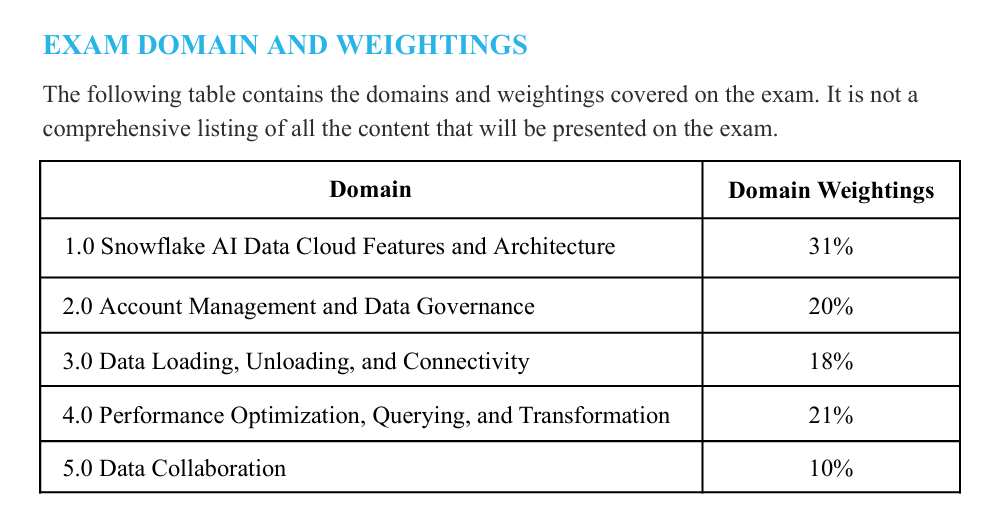 EXAM DOMAIN AND WEIGHTINGS
The following table contains the domains and weightings covered on the exam. It is not a
comprehensive listing of all the content that will be presented on the exam.
Domain Domain Weightings
1.0 Snowflake AI Data Cloud Features and Architecture 31%
2.0 Account Management and Data Governance 20%
3.0 Data Loading, Unloading, and Connectivity 18%
4.0 Performance Optimization, Querying, and Transformation 21%
5.0 Data Collaboration 10%